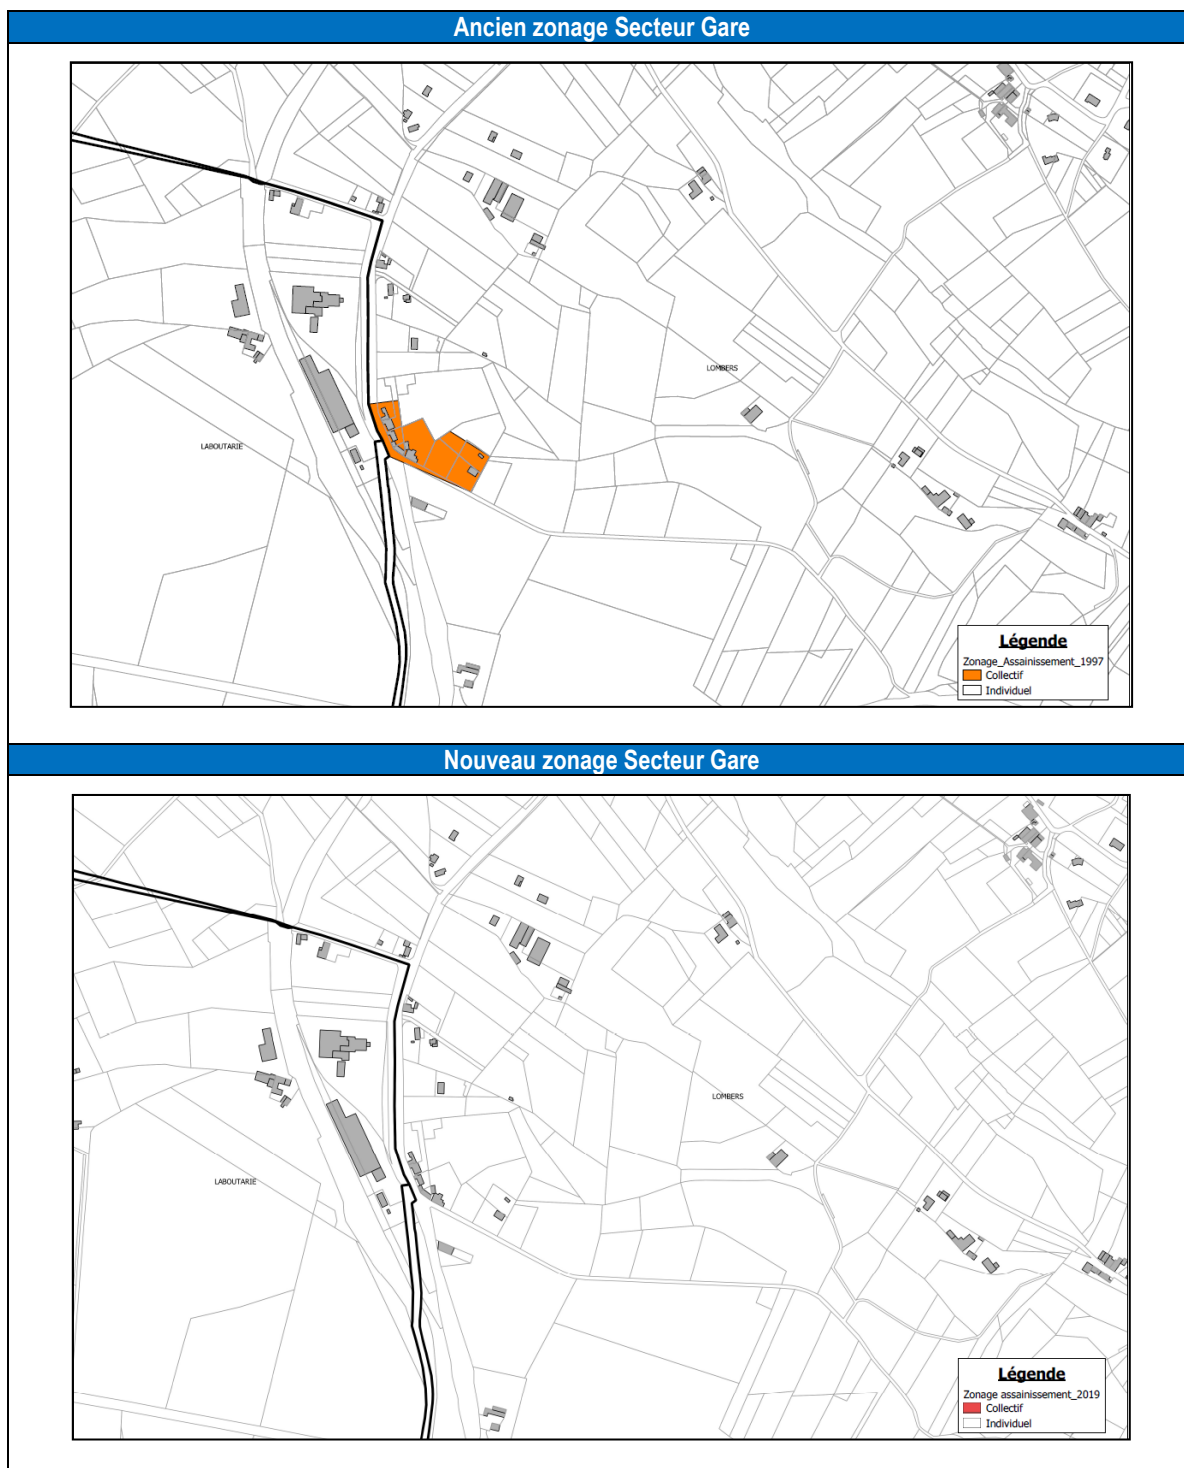 Ancien zonage Secteur Gare
LOMBERS
LABOUTARIE
Légende
Zonage_Assainissement_1997
Collectif
Individuel
Nouveau zonage Secteur Gare
LOMBERS
LABOUTARIE
Légende
Zonage assainissement_2019
Collectif
Individuel